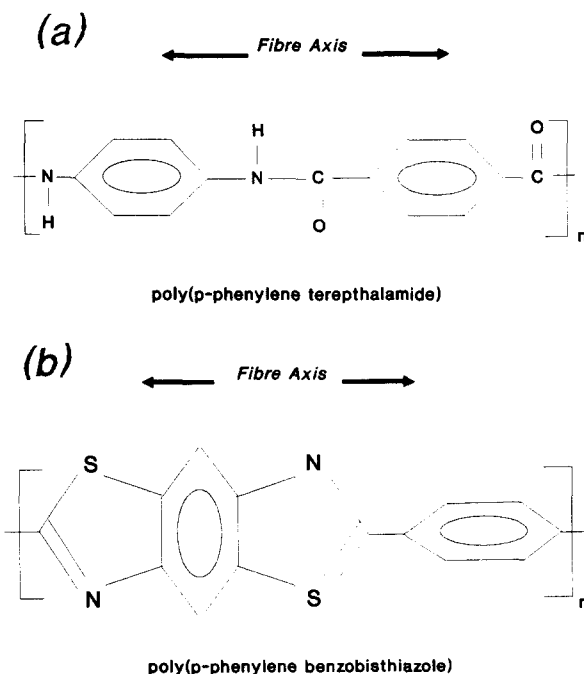 (a)
Fibre Axis
H
O
N
N
C
C
H
O
n
poly(p-phenylene terepthalamide)
(b)
Fibre Axis
S
N
N
S
n
poly(p-phenylene benzobisthiazole)